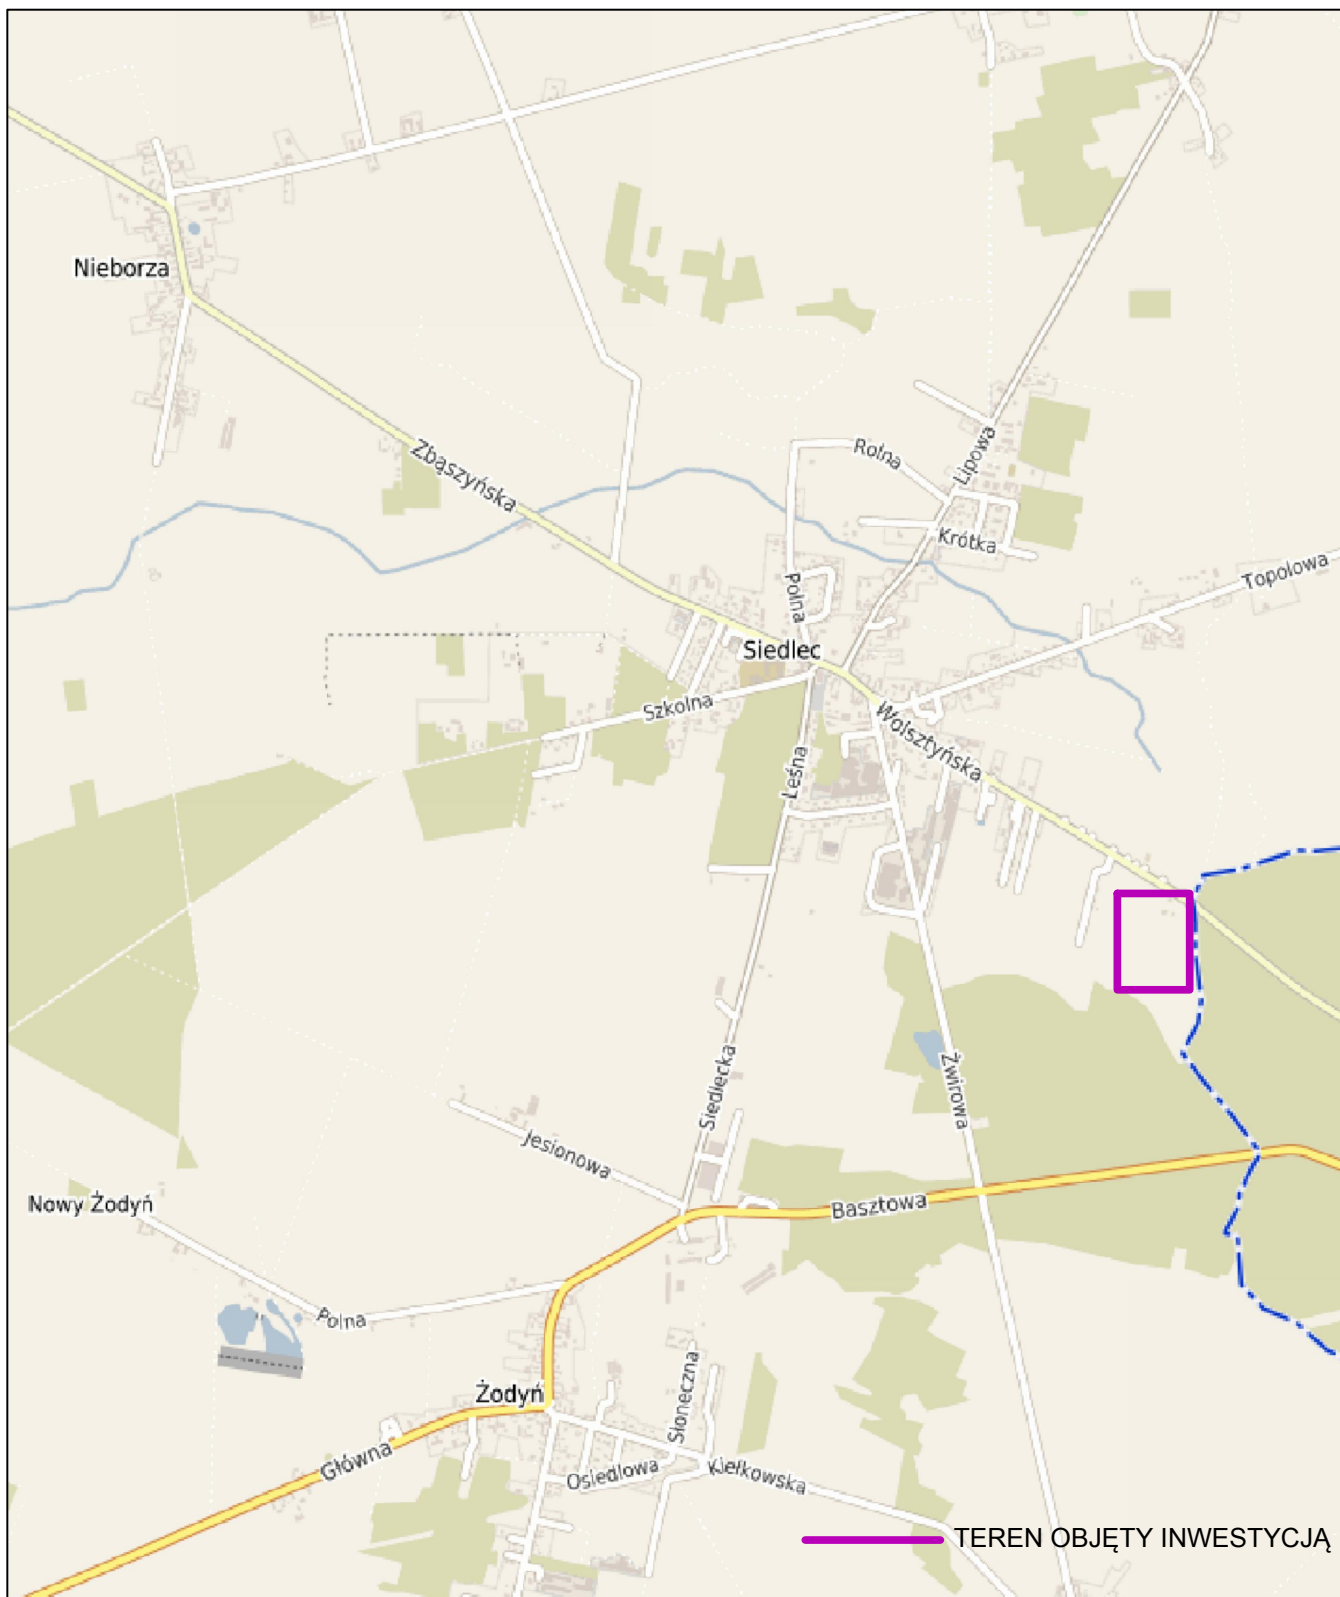 Nieborza
Zbąszyńska
Rolna
Lipowa
Krótka
Topolowa
Polna
Siedlec
Szkolna
Wolsztyńska
Leśna
Siedlecka
Żwirowa
Jesionowa
Nowy Żodyń
Basztowa
Polna
Żodyń
Słoneczna
Główna
Osiedlowa
Kiełkowska
TEREN OBJĘTY INWESTYCJĄ